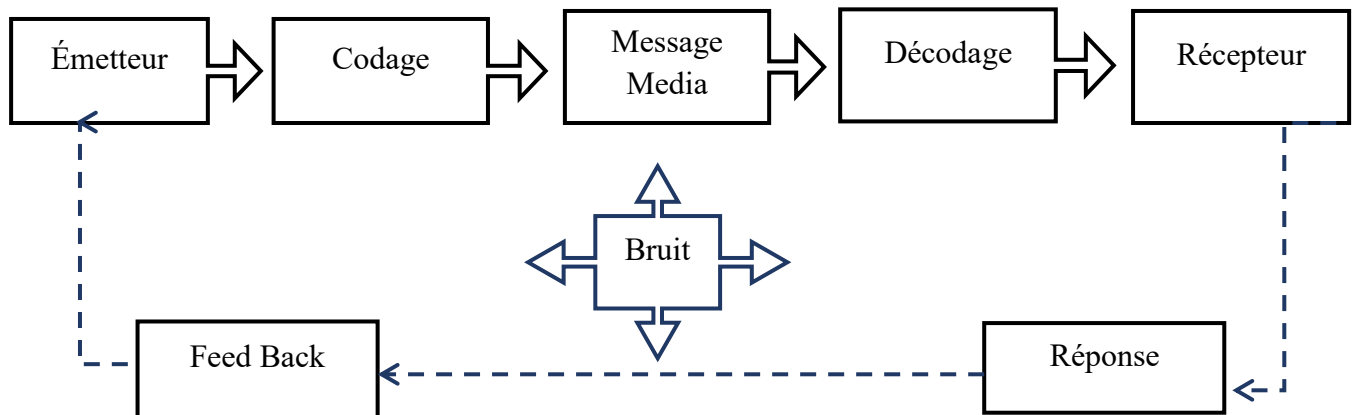 Émetteur
Codage
Message
Media
Décodage
Récepteur
Bruit
Feed Back
Réponse